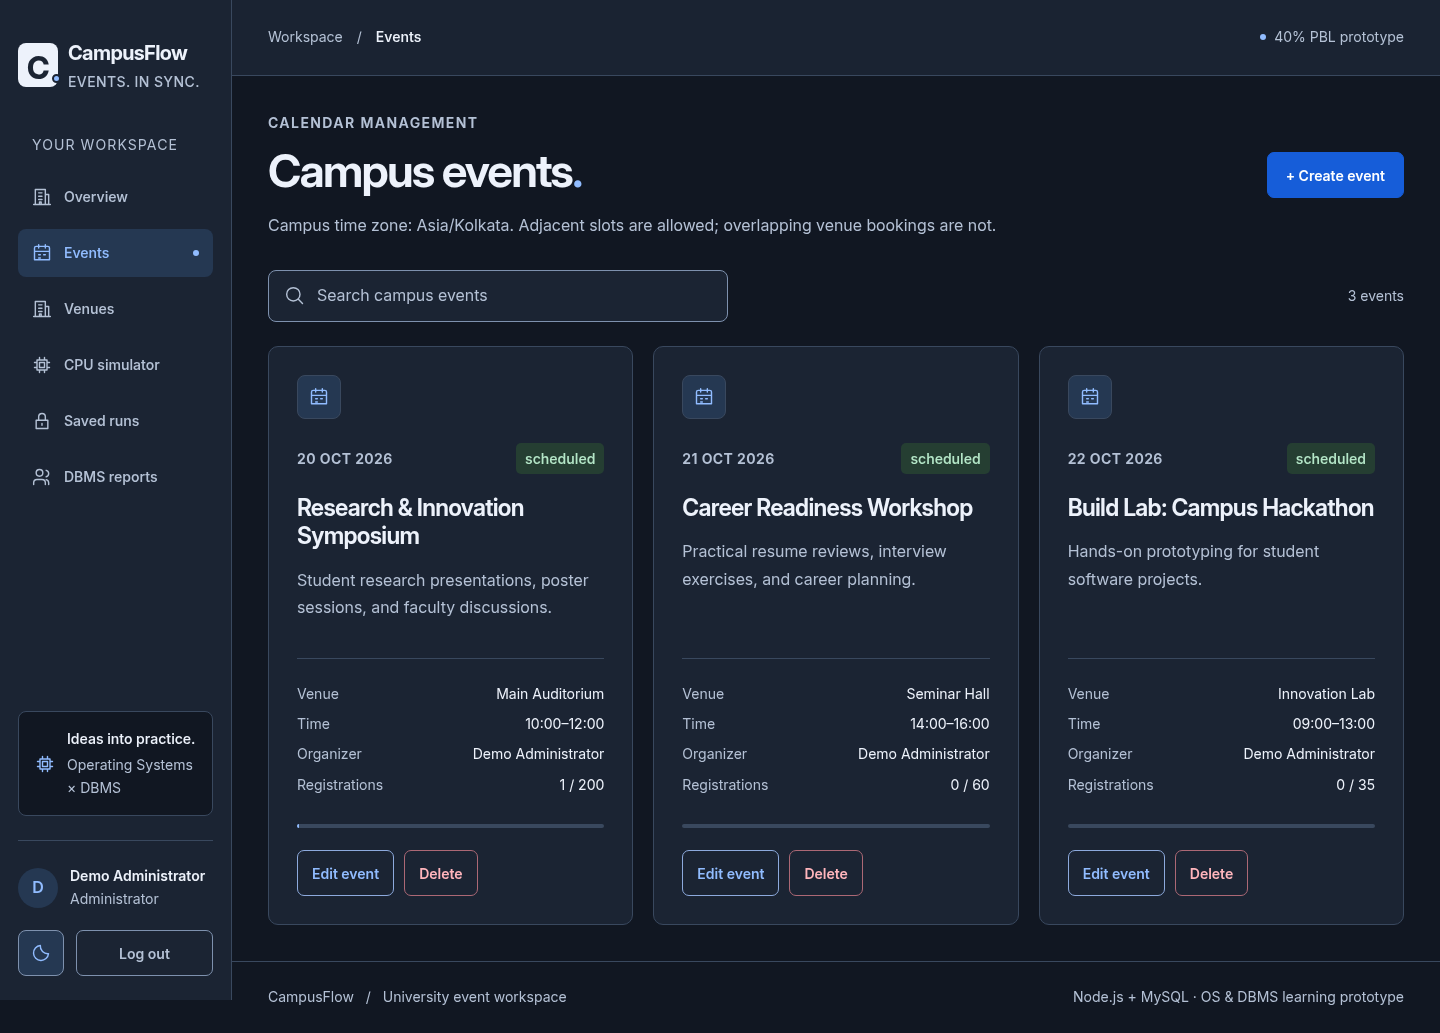 C
CampusFlow
EVENTS. IN SYNC.
YOUR WORKSPACE
Overview
Events
Venues
CPU simulator
Saved runs
DBMS reports
Ideas into practice.
Operating Systems
× DBMS
D
Demo Administrator
Administrator
Log out
Workspace / Events
40% PBL prototype
CALENDAR MANAGEMENT
Campus events.
+ Create event
Campus time zone: Asia/Kolkata. Adjacent slots are allowed; overlapping venue bookings are not.
Search campus events
3 events
20 OCT 2026
scheduled
Research & Innovation
Symposium
Student research presentations, poster
sessions, and faculty discussions.
Venue Main Auditorium
Time 10:00–12:00
Organizer Demo Administrator
Registrations 1 / 200
Edit event
Delete
21 OCT 2026
scheduled
Career Readiness Workshop
Practical resume reviews, interview
exercises, and career planning.
Venue Seminar Hall
Time 14:00–16:00
Organizer Demo Administrator
Registrations 0 / 60
Edit event
Delete
22 OCT 2026
scheduled
Build Lab: Campus Hackathon
Hands-on prototyping for student
software projects.
Venue Innovation Lab
Time 09:00–13:00
Organizer Demo Administrator
Registrations 0 / 35
Edit event
Delete
CampusFlow / University event workspace
Node.js + MySQL · OS & DBMS learning prototype